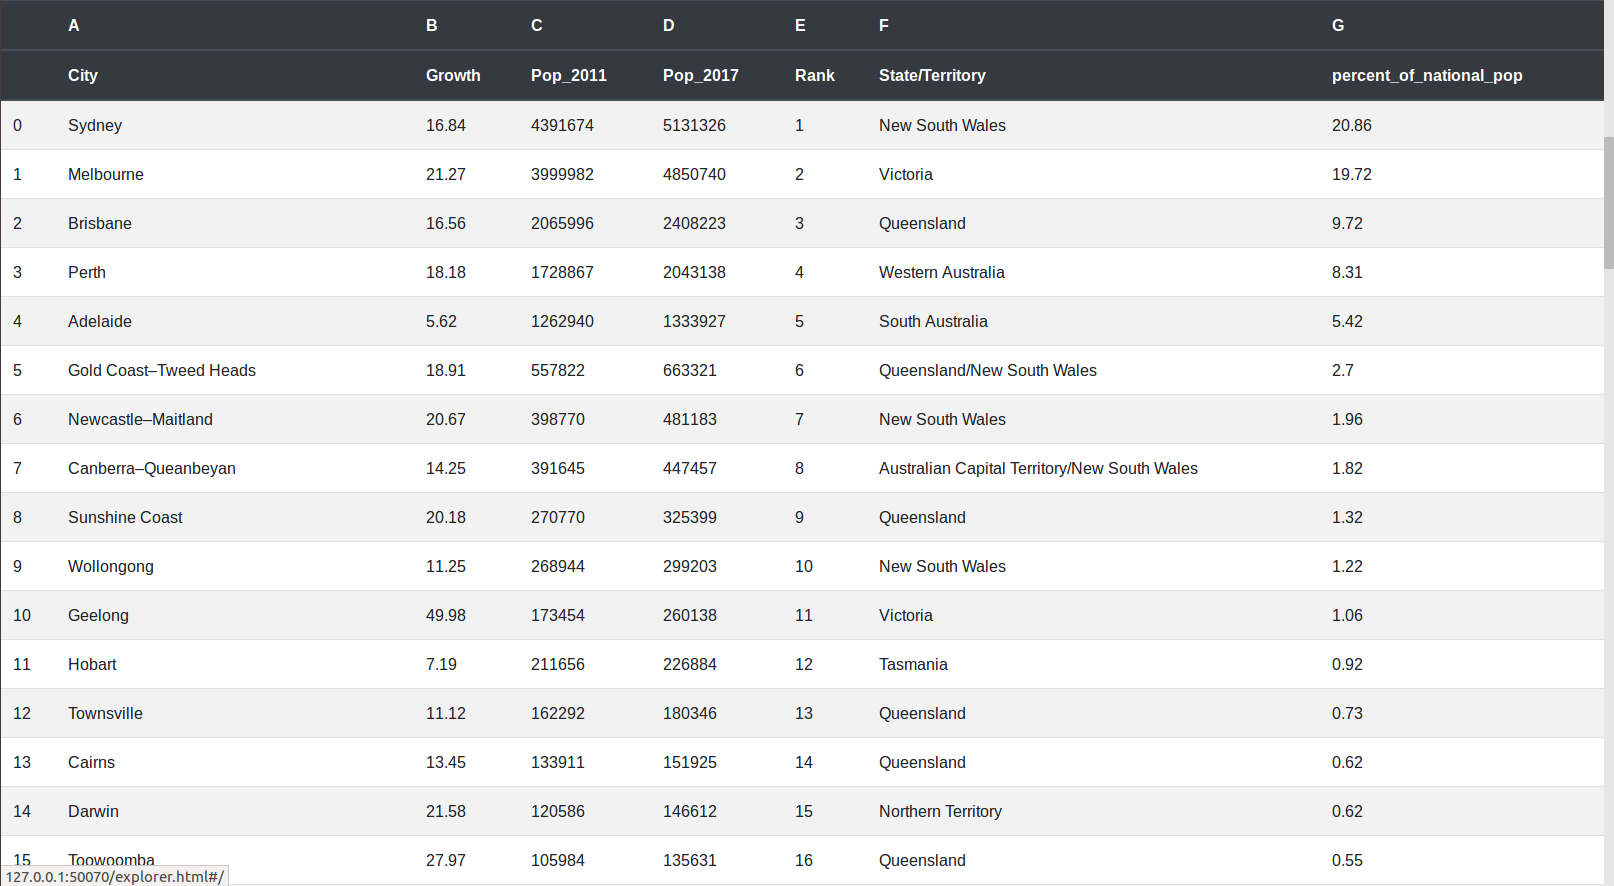 A B C D E F G
City Growth Pop_2011 Pop_2017 Rank State/Territory percent_of_national_pop
0 Sydney 16.84 4391674 5131326 1 New South Wales 20.86
1 Melbourne 21.27 3999982 4850740 2 Victoria 19.72
2 Brisbane 16.56 2065996 2408223 3 Queensland 9.72
3 Perth 18.18 1728867 2043138 4 Western Australia 8.31
4 Adelaide 5.62 1262940 1333927 5 South Australia 5.42
5 Gold Coast–Tweed Heads 18.91 557822 663321 6 Queensland/New South Wales 2.7
6 Newcastle–Maitland 20.67 398770 481183 7 New South Wales 1.96
7 Canberra–Queanbeyan 14.25 391645 447457 8 Australian Capital Territory/New South Wales 1.82
8 Sunshine Coast 20.18 270770 325399 9 Queensland 1.32
9 Wollongong 11.25 268944 299203 10 New South Wales 1.22
10 Geelong 49.98 173454 260138 11 Victoria 1.06
11 Hobart 7.19 211656 226884 12 Tasmania 0.92
12 Townsville 11.12 162292 180346 13 Queensland 0.73
13 Cairns 13.45 133911 151925 14 Queensland 0.62
14 Darwin 21.58 120586 146612 15 Northern Territory 0.62
15 Toowoomba 27.97 105984 135631 16 Queensland 0.55
127.0.0.1:50070/explorer.html#/